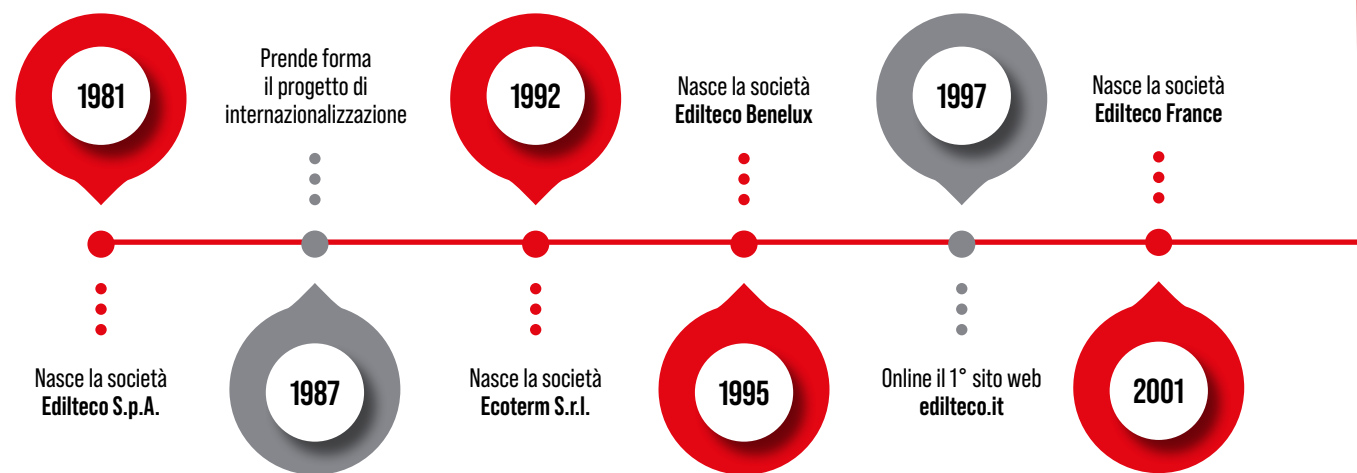 1981
Nasce la società
Edilteco S.p.A.
Prende forma
il progetto di
internazionalizzazione
1987
1992
Nasce la società
Ecoterm S.r.l.
Nasce la società
Edilteco Benelux
1995
1997
Online il 1° sito web
edilteco.it
Nasce la società
Edilteco France
2001